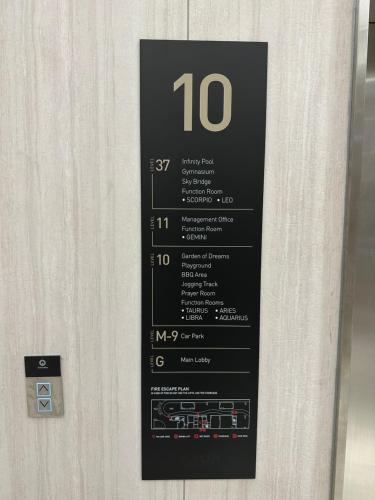 10
LEVEL 37 Infinity Pool
Gymnasium
Sky Bridge
Function Room
• SCORPIO • LEO
LEVEL 11 Management Office
Function Room
• GEMINI
LEVEL 10 Garden of Dreams
Playground
BBQ Area
Jogging Track
Prayer Room
Function Rooms
• TAURUS • ARIES
• LIBRA • AQUARIUS
LEVEL M-9 Car Park
LEVEL G Main Lobby
FIRE ESCAPE PLAN